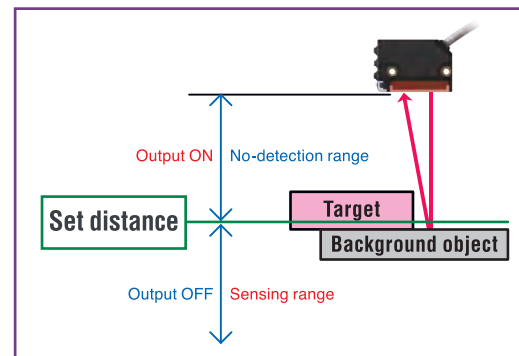 Output ON No-detection range
Set distance
Target
Background object
Output OFF Sensing range